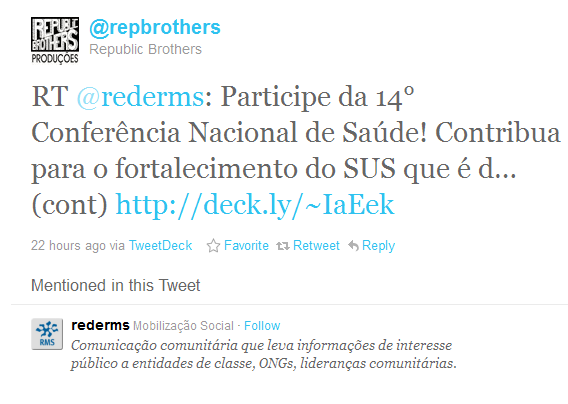 REPUBLIC
BROTHERS
PRODUÇÕES
@repbrothers
Republic Brothers
RT @rederms: Participe da 14°
Conferência Nacional de Saúde! Contribua
para o fortalecimento do SUS que é d...
(cont) http://deck.ly/~IaEek
22 hours ago via TweetDeck Favorite Retweet Reply
Mentioned in this Tweet
RMS
rederms Mobilização Social · Follow
Comunicação comunitária que leva informações de interesse
público a entidades de classe, ONGs, lideranças comunitárias.